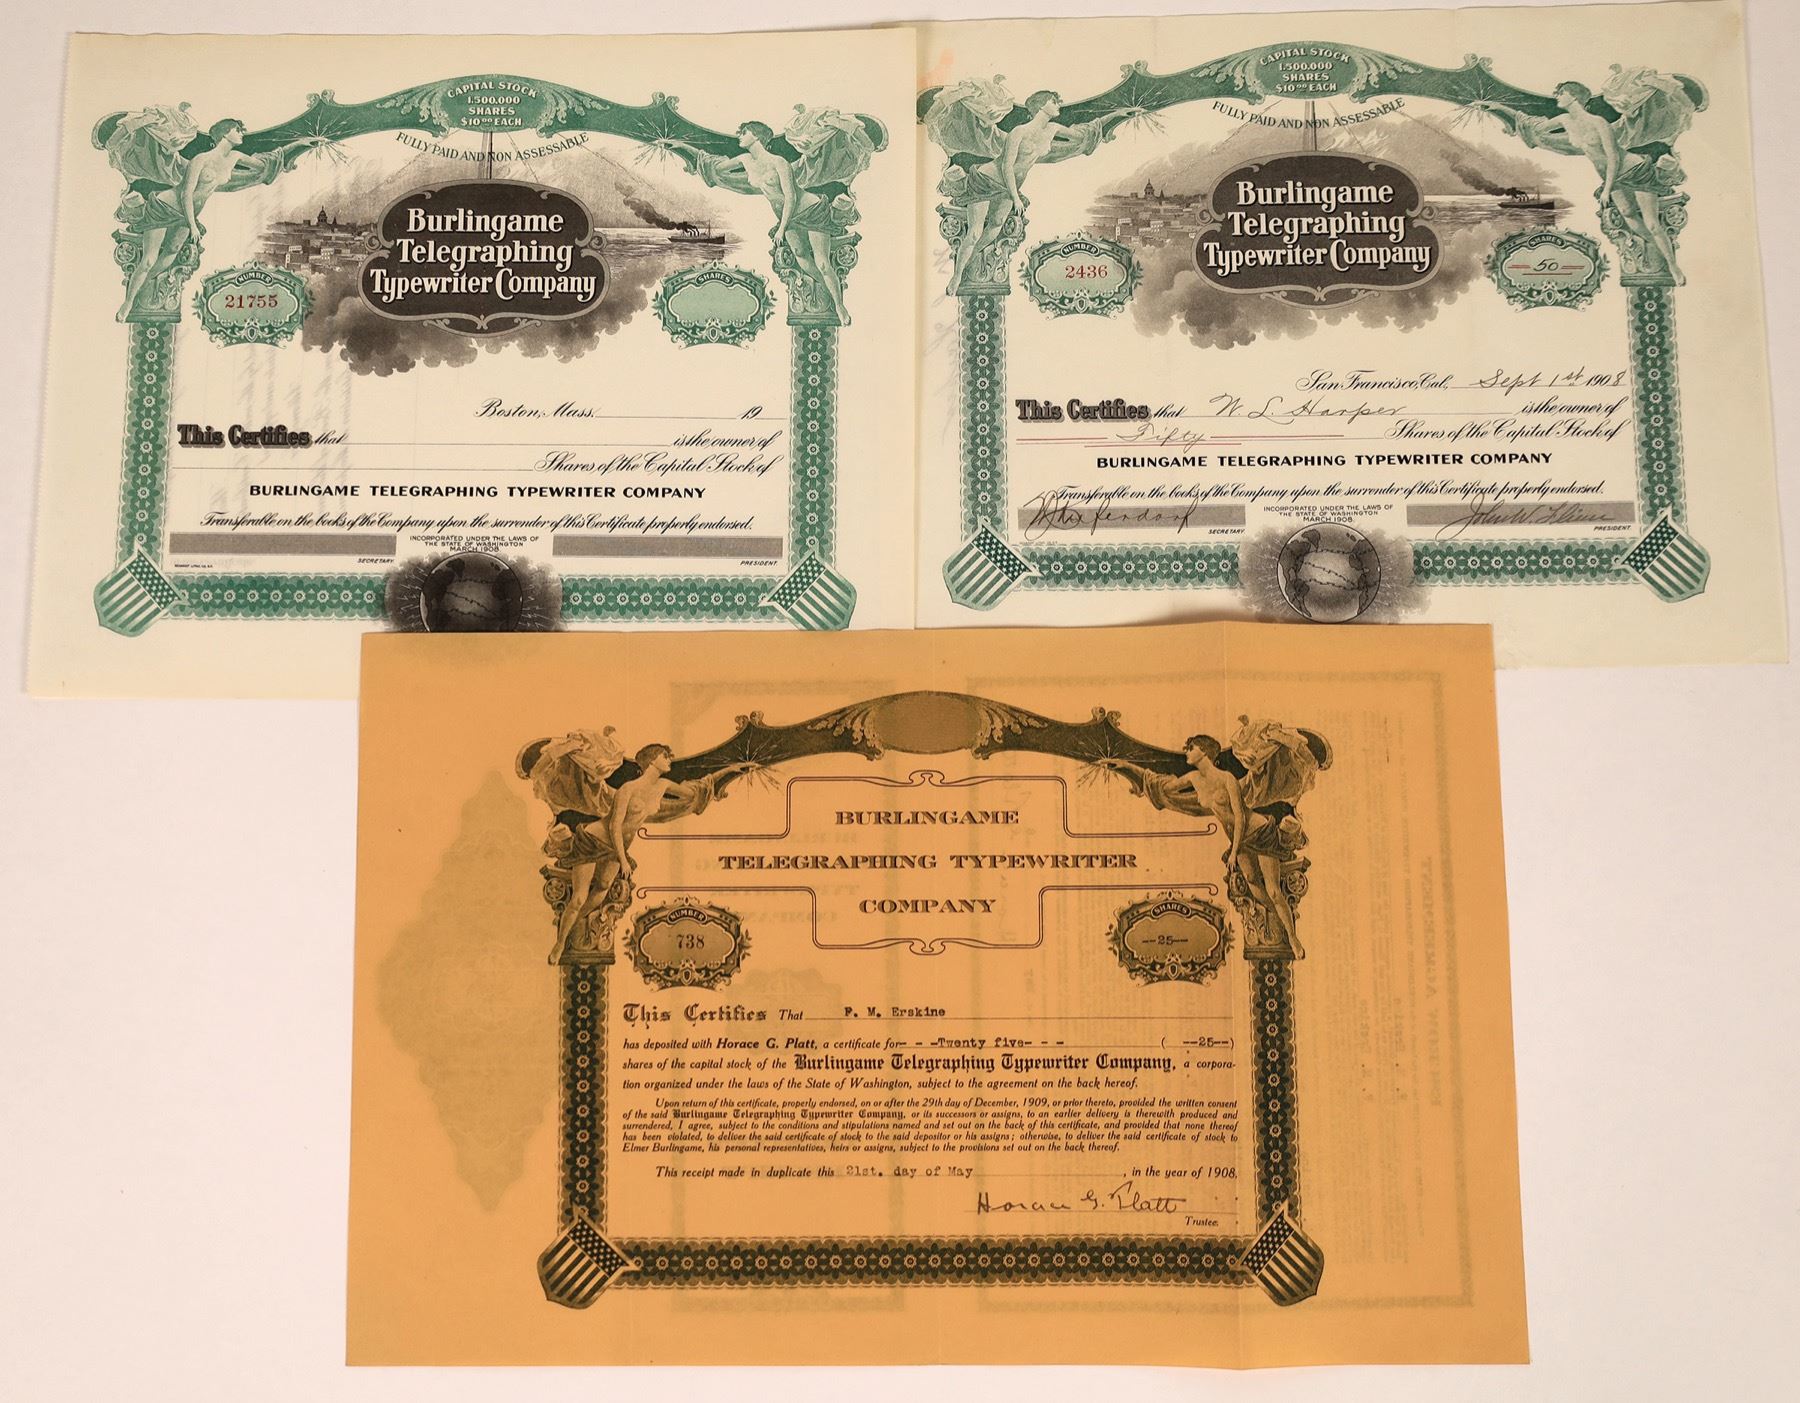 CAPITAL STOCK
1,500,000
SHARES
$10.00 EACH
FULLY PAID AND NON ASSESSABLE
Burlingame
Telegraphing
Typewriter Company
NUMBER
21755
SHARES
Boston, Mass. 19
This Certifies that is the owner of
Shares of the Capital Stock of
BURLINGAME TELEGRAPHING TYPEWRITER COMPANY
Transferable on the books of the Company upon the surrender of this Certificate properly endorsed.
INCORPORATED UNDER THE LAWS OF
THE STATE OF WASHINGTON
MARCH 1908
SECRETARY
PRESIDENT
CAPITAL STOCK
1,500,000
SHARES
$10.00 EACH
FULLY PAID AND NON ASSESSABLE
Burlingame
Telegraphing
Typewriter Company
NUMBER
2436
SHARES
50
San Francisco, Cal, Sept 1st 1908
This Certifies that W L Harper is the owner of
Fifty Shares of the Capital Stock of
BURLINGAME TELEGRAPHING TYPEWRITER COMPANY
Transferable on the books of the Company upon the surrender of this Certificate properly endorsed.
INCORPORATED UNDER THE LAWS OF
THE STATE OF WASHINGTON
MARCH 1908.
SECRETARY
John W.
PRESIDENT
BURLINGAME
TELEGRAPHING TYPEWRITER
COMPANY
NUMBER
738
SHARES
--25--
This Certifies That F. M. Erskine
has deposited with Horace G. Platt, a certificate for- - -Twenty five- - - ( --25--)
shares of the capital stock of the Burlingame Telegraphing Typewriter Company, a corpora-
tion organized under the laws of the State of Washington, subject to the agreement on the back hereof.
Upon return of this certificate, properly endorsed, on or after the 29th day of December, 1909, or prior thereto, provided the written consent
of the said Burlingame Telegraphing Typewriter Company, or its successors or assigns, to an earlier delivery is therewith produced and
surrendered, I agree, subject to the conditions and stipulations named and set out on the back of this certificate, and provided that none thereof
has been violated, to deliver the said certificate of stock to the said depositor or his assigns; otherwise, to deliver the said certificate of stock to
Elmer Burlingame, his personal representatives, heirs or assigns, subject to the provisions set out on the back thereof.
This receipt made in duplicate this 21st. day of May , in the year of 1908.
Horace G. Platt
Trustee.